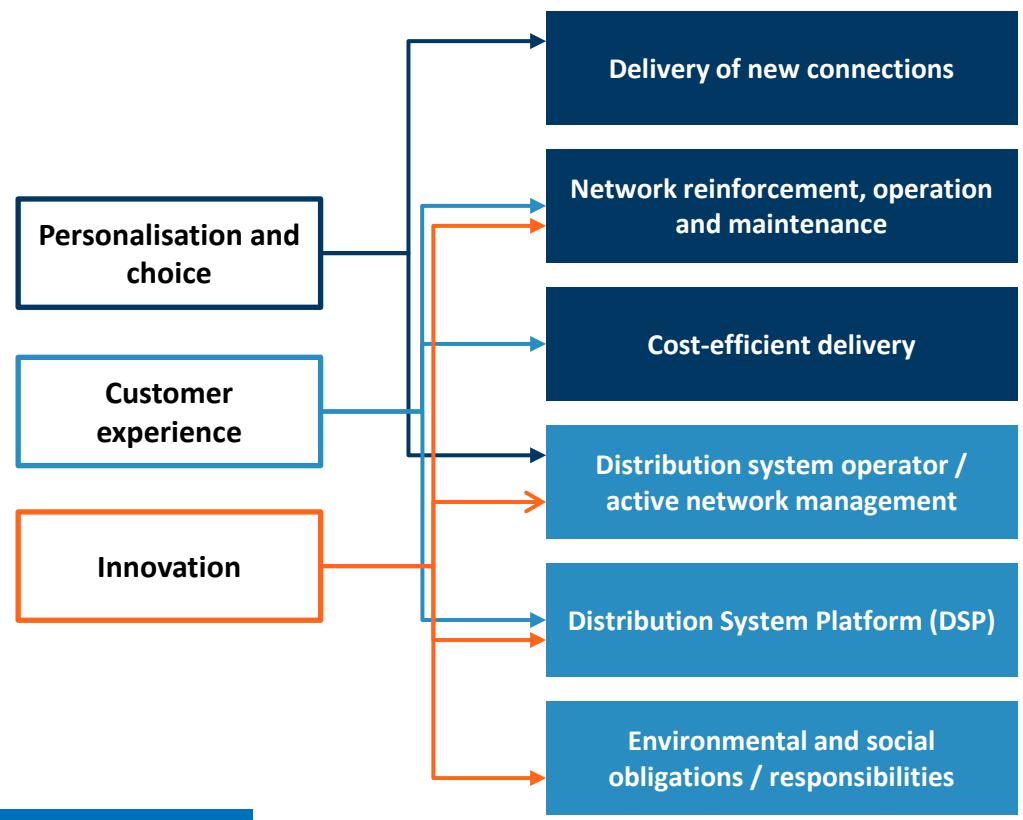 Personalisation and
choice
Customer
experience
Innovation
Delivery of new connections
Network reinforcement, operation
and maintenance
Cost-efficient delivery
Distribution system operator /
active network management
Distribution System Platform (DSP)
Environmental and social
obligations / responsibilities